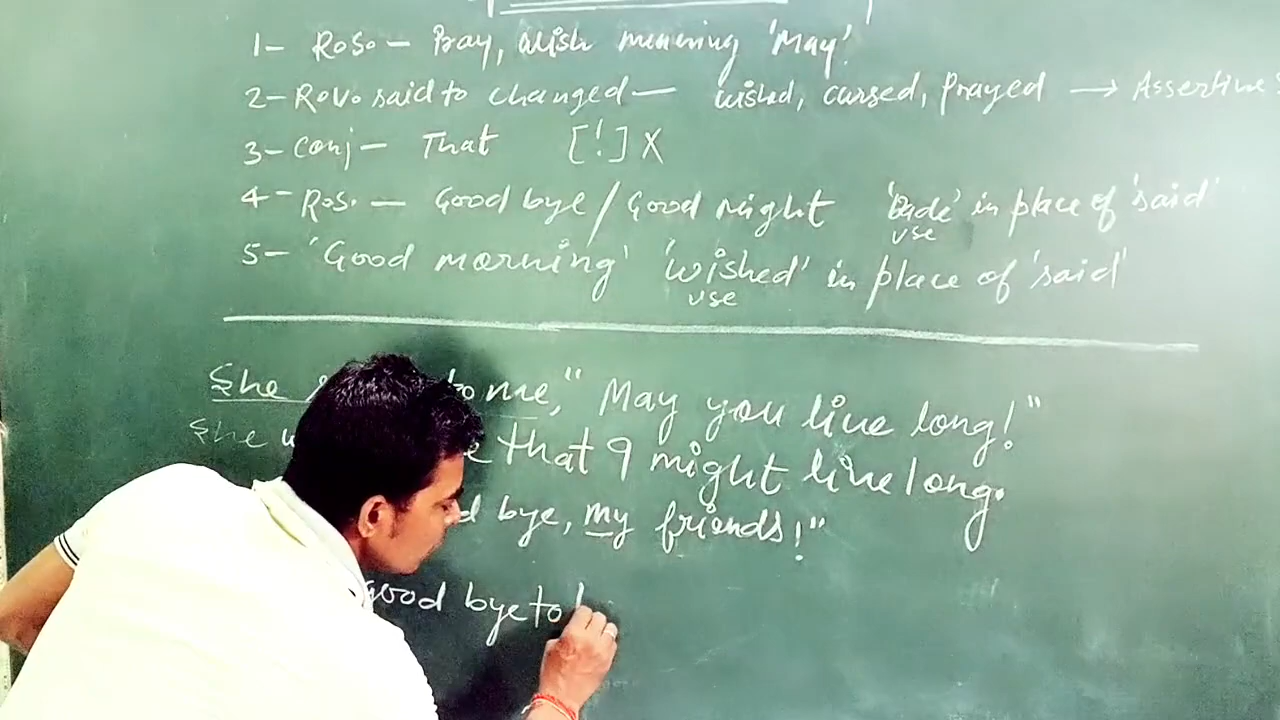 1- R.S. - Pray, Wish meaning 'May'
2- R.V. said to changed - wished, cursed, prayed → Assertive
3- Conj - That [!] X
4- R.S. - Good bye / Good night 'Bade' in place of 'said'
use
5- 'Good morning' 'wished' in place of 'said'
use
She to me, "May you live long!"
She that I might live long.
bye, my friends!"
good bye to